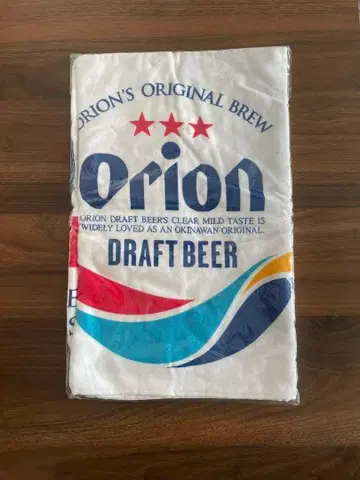 ORION'S ORIGINAL BREW
Orion
ORION DRAFT BEER'S CLEAR MILD TASTE IS
WIDELY LOVED AS AN OKINAWAN ORIGINAL.
DRAFT BEER